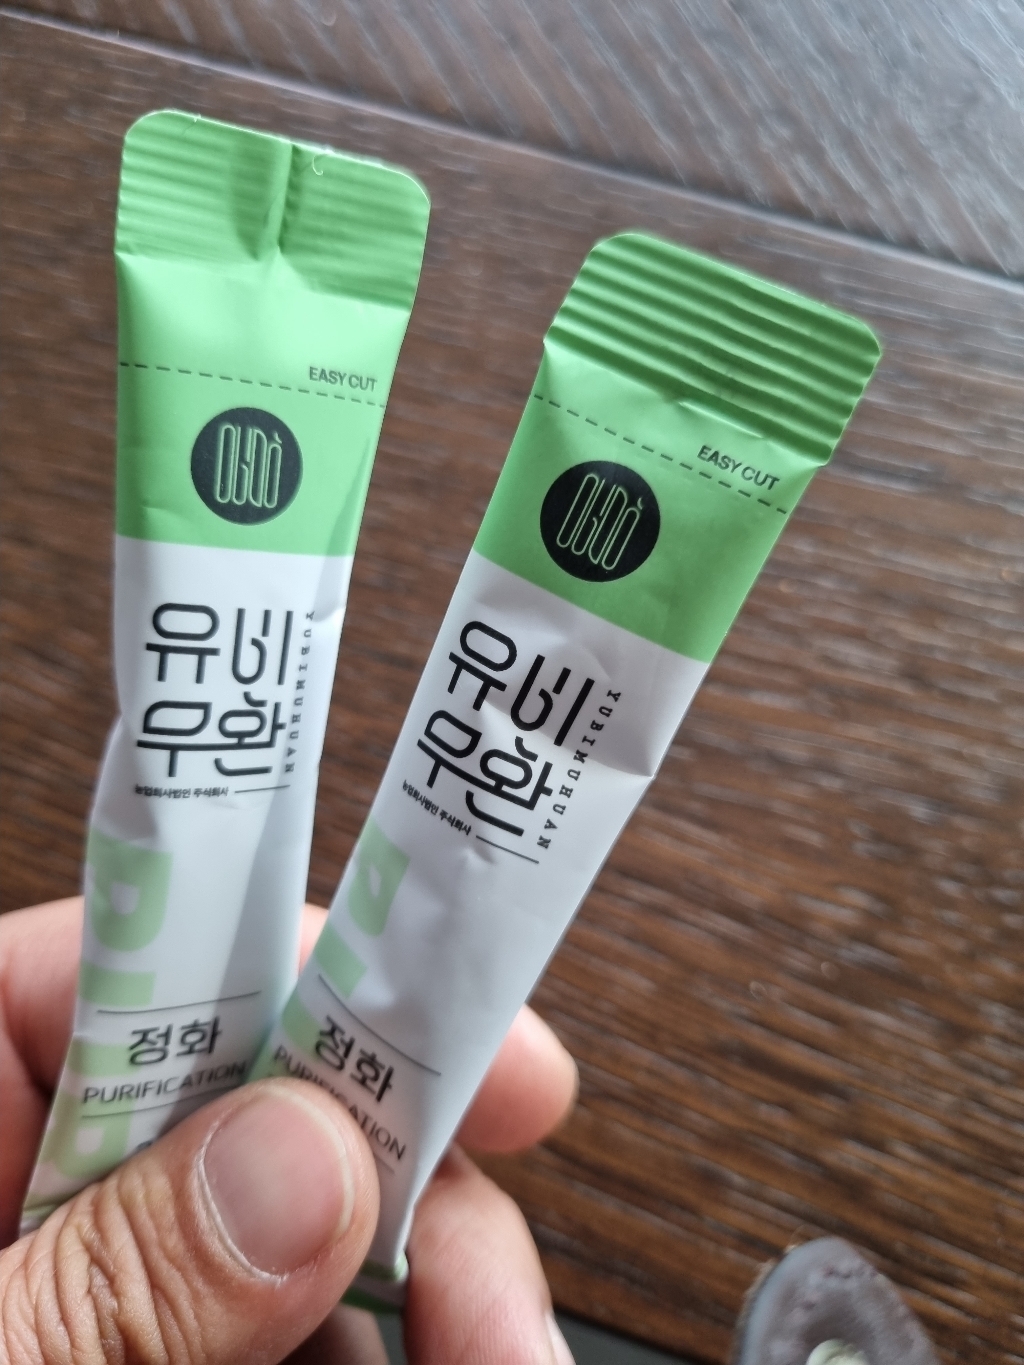 EASY CUT
유비
무환
YUBIMUHUAN
농업회사법인 주식회사
정화
PURIFICATION
EASY CUT
유비
무환
YUBIMUHUAN
농업회사법인 주식회사
정화
PURIFICATION